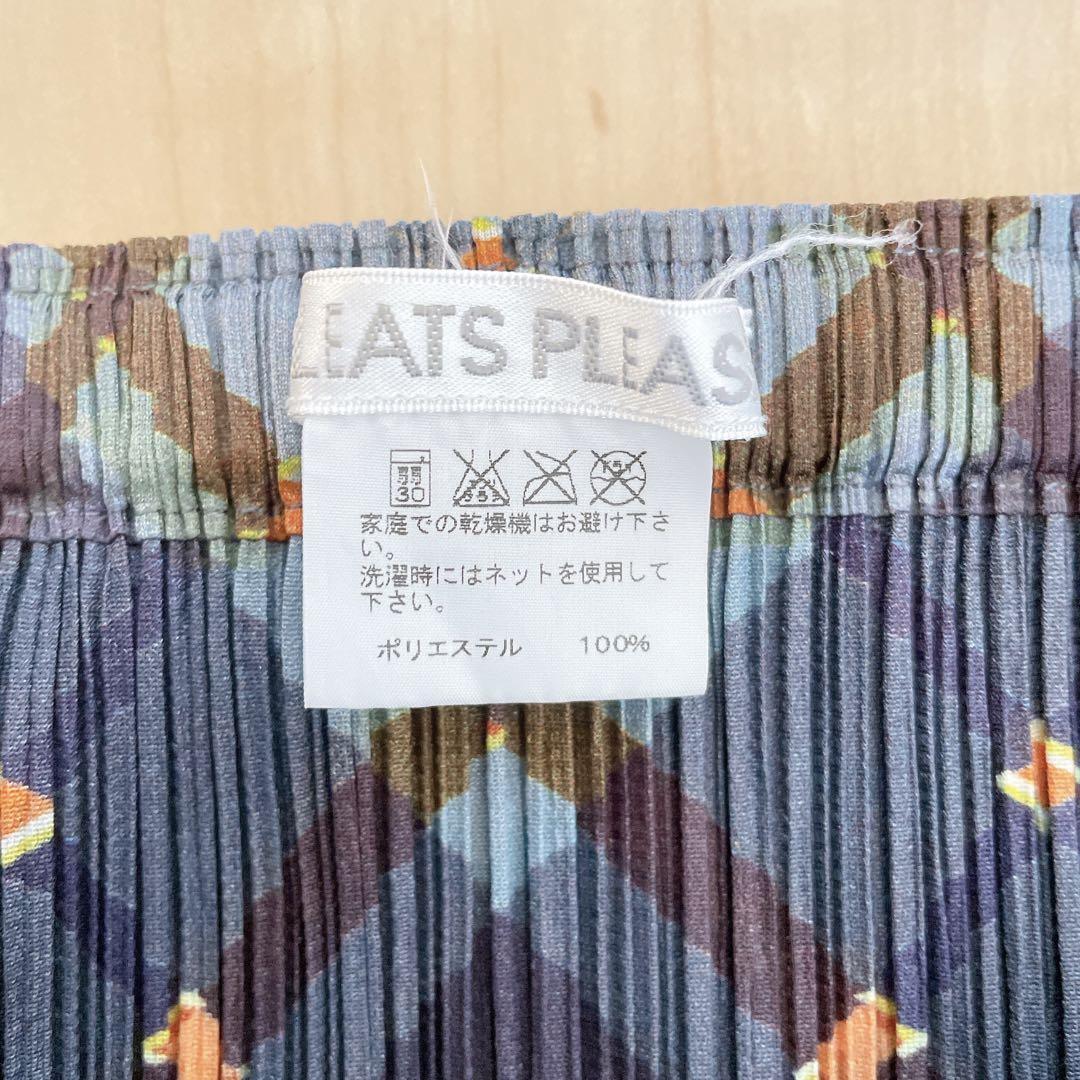 LEATS PLEAS
弱
30
家庭での乾燥機はお避け下さ
い。
洗濯時にはネットを使用して
下さい。
ポリエステル 100%